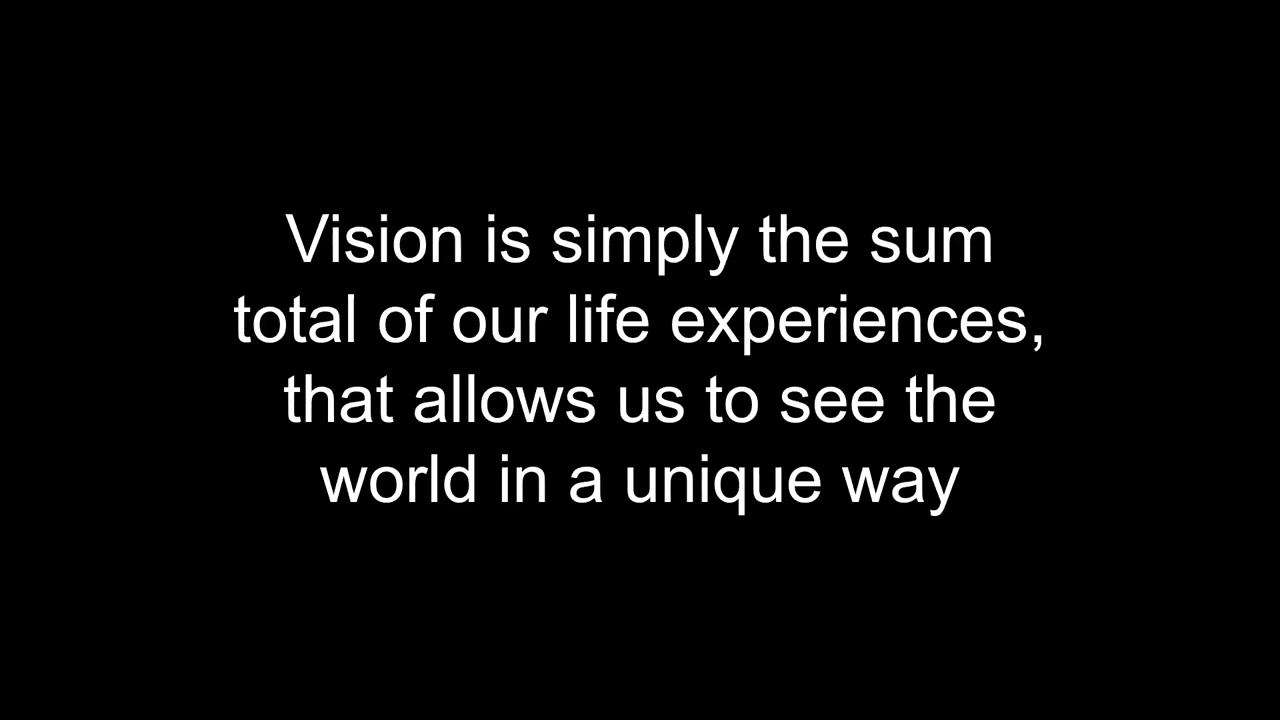 Vision is simply the sum
total of our life experiences,
that allows us to see the
world in a unique way